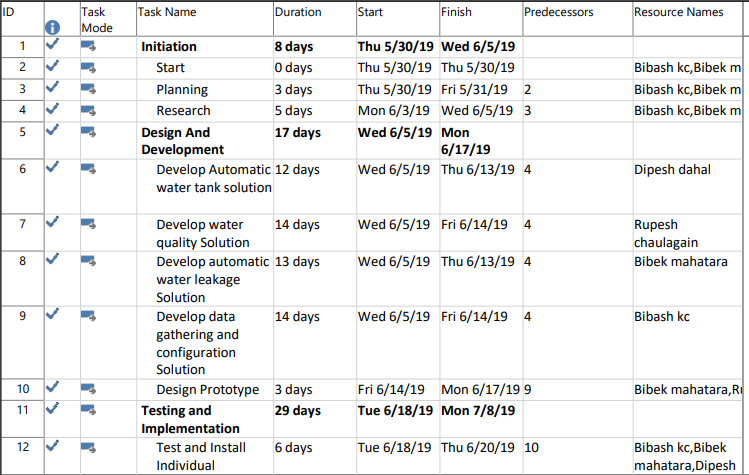 ID Task Mode Task Name Duration Start Finish Predecessors Resource Names
1 Initiation 8 days Thu 5/30/19 Wed 6/5/19
2 Start 0 days Thu 5/30/19 Thu 5/30/19 Bibash kc,Bibek m
3 Planning 3 days Thu 5/30/19 Fri 5/31/19 2 Bibash kc,Bibek m
4 Research 5 days Mon 6/3/19 Wed 6/5/19 3 Bibash kc,Bibek m
5 Design And 17 days Wed 6/5/19 Mon
Development 6/17/19
6 Develop Automatic 12 days Wed 6/5/19 Thu 6/13/19 4 Dipesh dahal
water tank solution
7 Develop water 14 days Wed 6/5/19 Fri 6/14/19 4 Rupesh
quality Solution chaulagain
8 Develop automatic 13 days Wed 6/5/19 Thu 6/13/19 4 Bibek mahatara
water leakage
Solution
9 Develop data 14 days Wed 6/5/19 Fri 6/14/19 4 Bibash kc
gathering and
configuration
Solution
10 Design Prototype 3 days Fri 6/14/19 Mon 6/17/19 9 Bibek mahatara,Ru
11 Testing and 29 days Tue 6/18/19 Mon 7/8/19
Implementation
12 Test and Install 6 days Tue 6/18/19 Thu 6/20/19 10 Bibash kc,Bibek
Individual mahatara,Dipesh